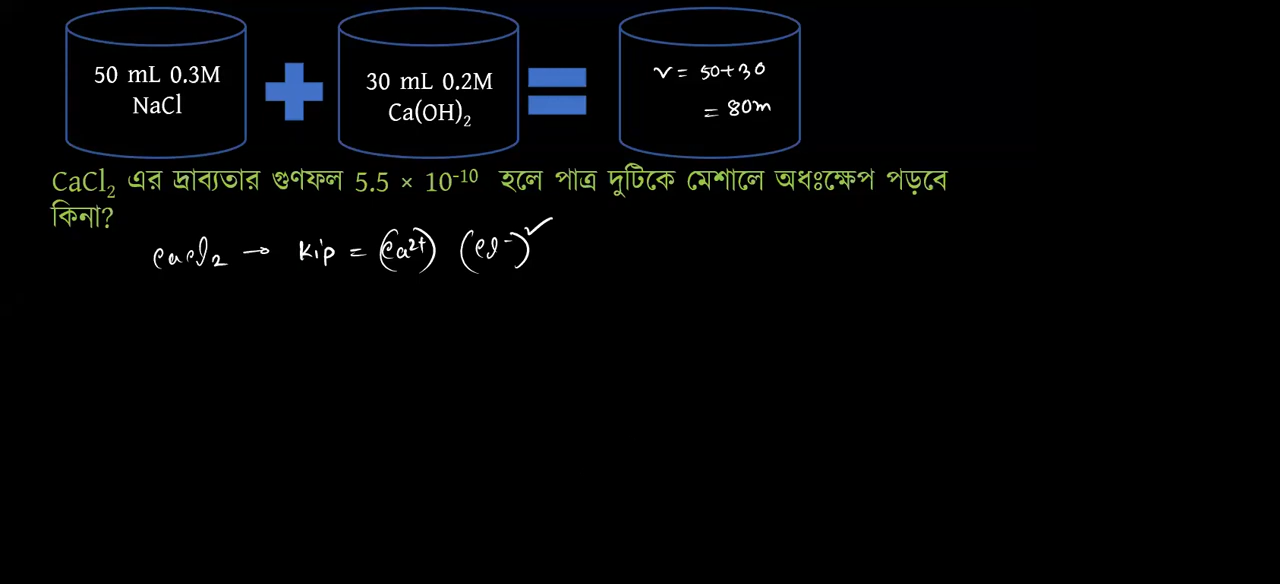 50 mL 0.3M
NaCl
30 mL 0.2M
Ca(OH)₂
v = 50+30
= 80m
CaCl₂ এর দ্রাব্যতার গুণফল 5.5 × 10⁻¹⁰ হলে পাত্র দুটিকে মেশালে অধঃক্ষেপ পড়বে
কিনা?
CaCl₂ → Kip = (Ca²⁺) (Cl⁻)²